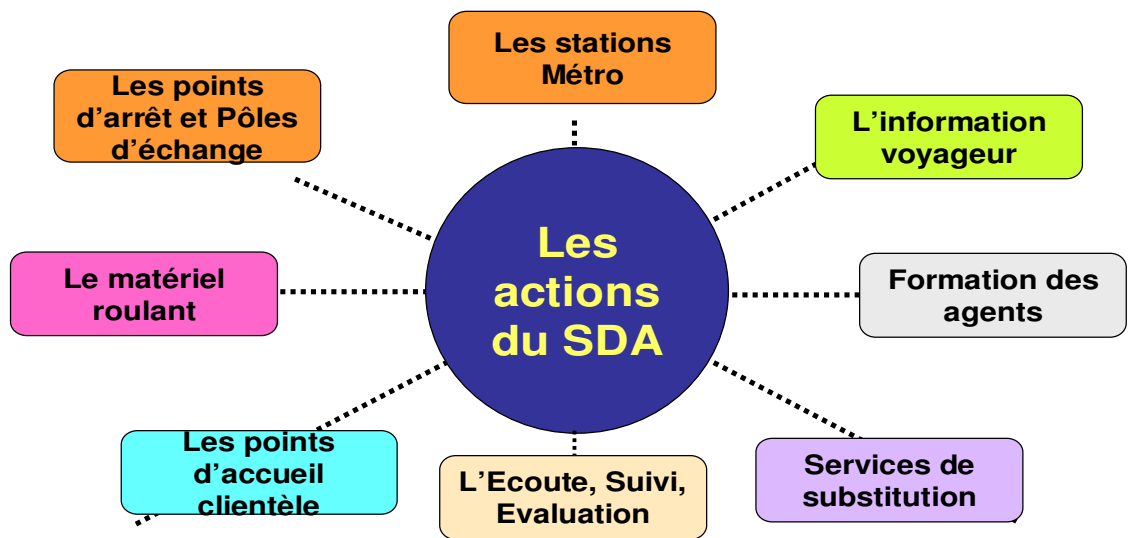 Les stations
Métro
Les points
d'arrêt et Pôles
d'échange
L'information
voyageur
Les
actions
du SDA
Le matériel
roulant
Formation des
agents
Les points
d'accueil
clientèle
L'Ecoute, Suivi,
Evaluation
Services de
substitution